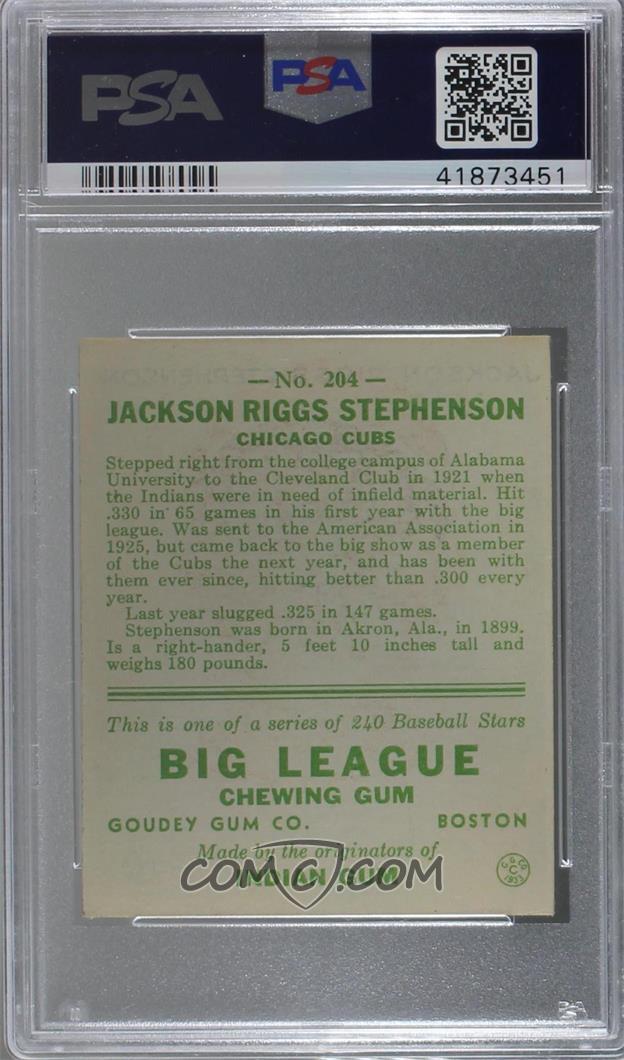 PSA
PSA
41873451
— No. 204 —
JACKSON RIGGS STEPHENSON
CHICAGO CUBS
Stepped right from the college campus of Alabama
University to the Cleveland Club in 1921 when
the Indians were in need of infield material. Hit
.330 in 65 games in his first year with the big
league. Was sent to the American Association in
1925, but came back to the big show as a member
of the Cubs the next year, and has been with
them ever since, hitting better than .300 every
year.
Last year slugged .325 in 147 games.
Stephenson was born in Akron, Ala., in 1899.
Is a right-hander, 5 feet 10 inches tall and
weighs 180 pounds.
This is one of a series of 240 Baseball Stars
BIG LEAGUE
CHEWING GUM
GOUDEY GUM CO. BOSTON
Made by the originators of
INDIAN GUM
G.G.CO.
C
1933
COMC.COM
PSA